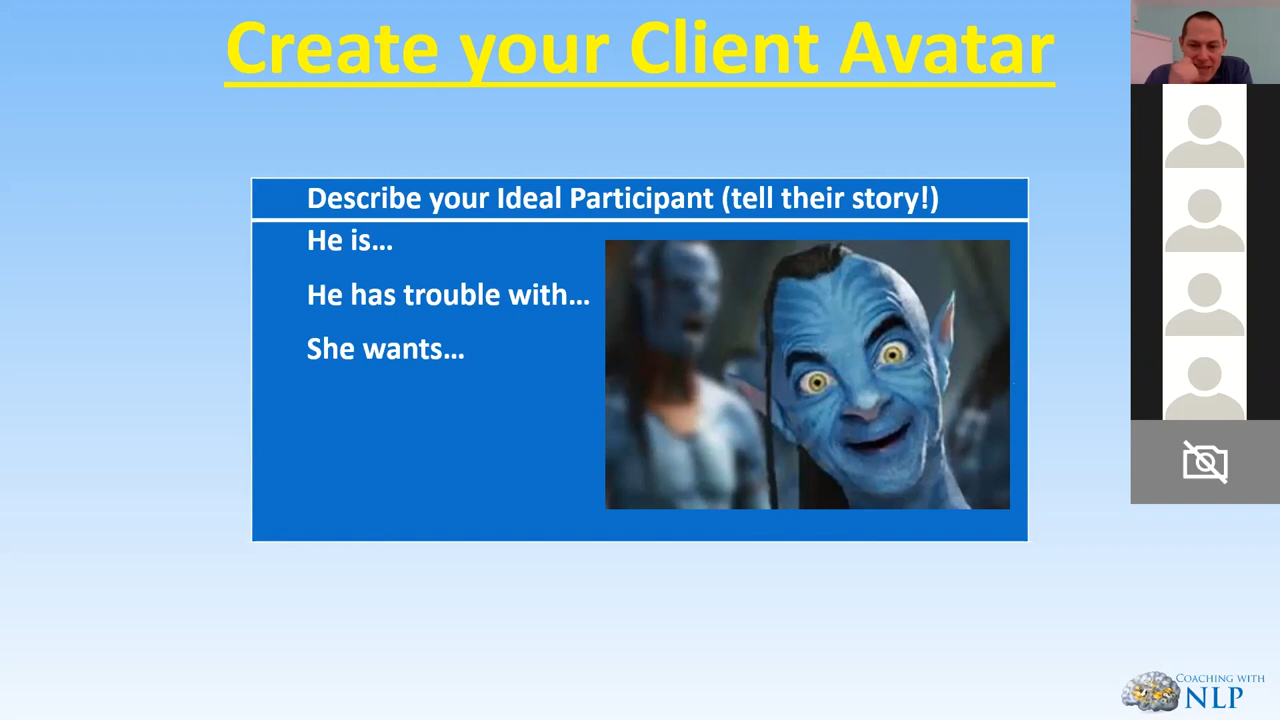 Create your Client Avatar
Describe your Ideal Participant (tell their story!)
He is...
He has trouble with...
She wants...
COACHING WITH
NLP